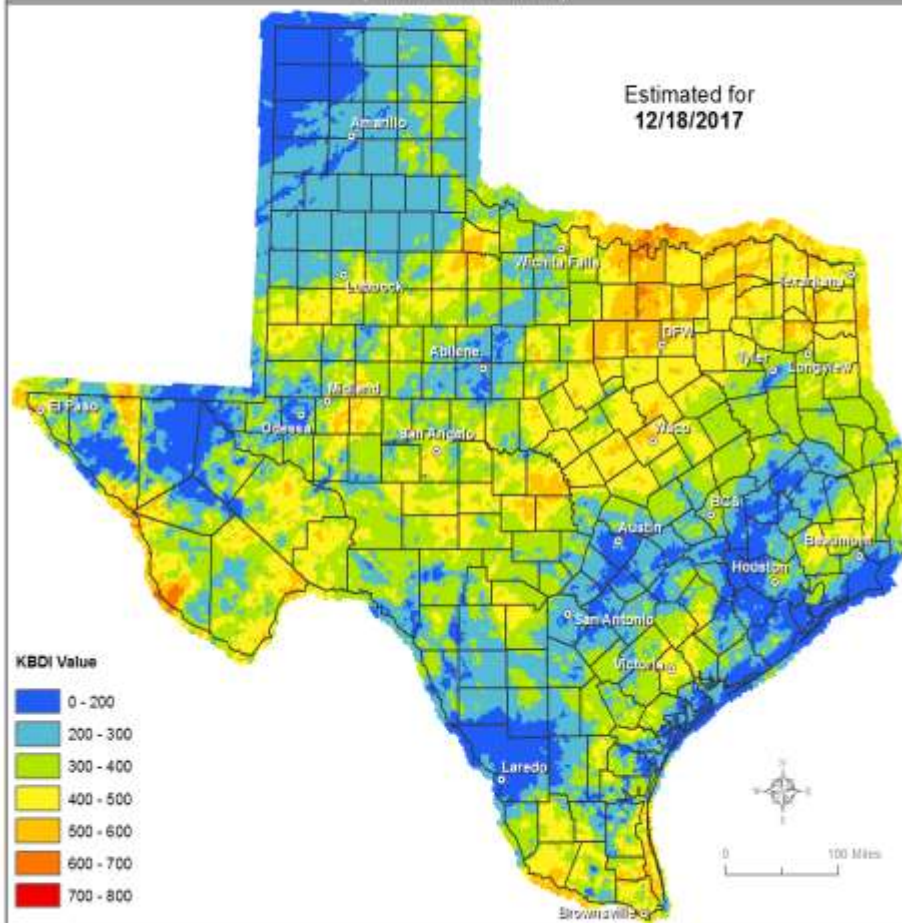 Estimated for
12/18/2017
Amarillo
Lubbock
Wichita Falls
Texarkana
DFW
Abilene
Tyler
Longview
Midland
El Paso
Odessa
San Angelo
Waco
BCS
Austin
Beaumont
Houston
San Antonio
Victoria
KBDI Value
0 - 200
200 - 300
300 - 400
400 - 500
500 - 600
600 - 700
700 - 800
Laredo
0 100 Miles
Brownsville